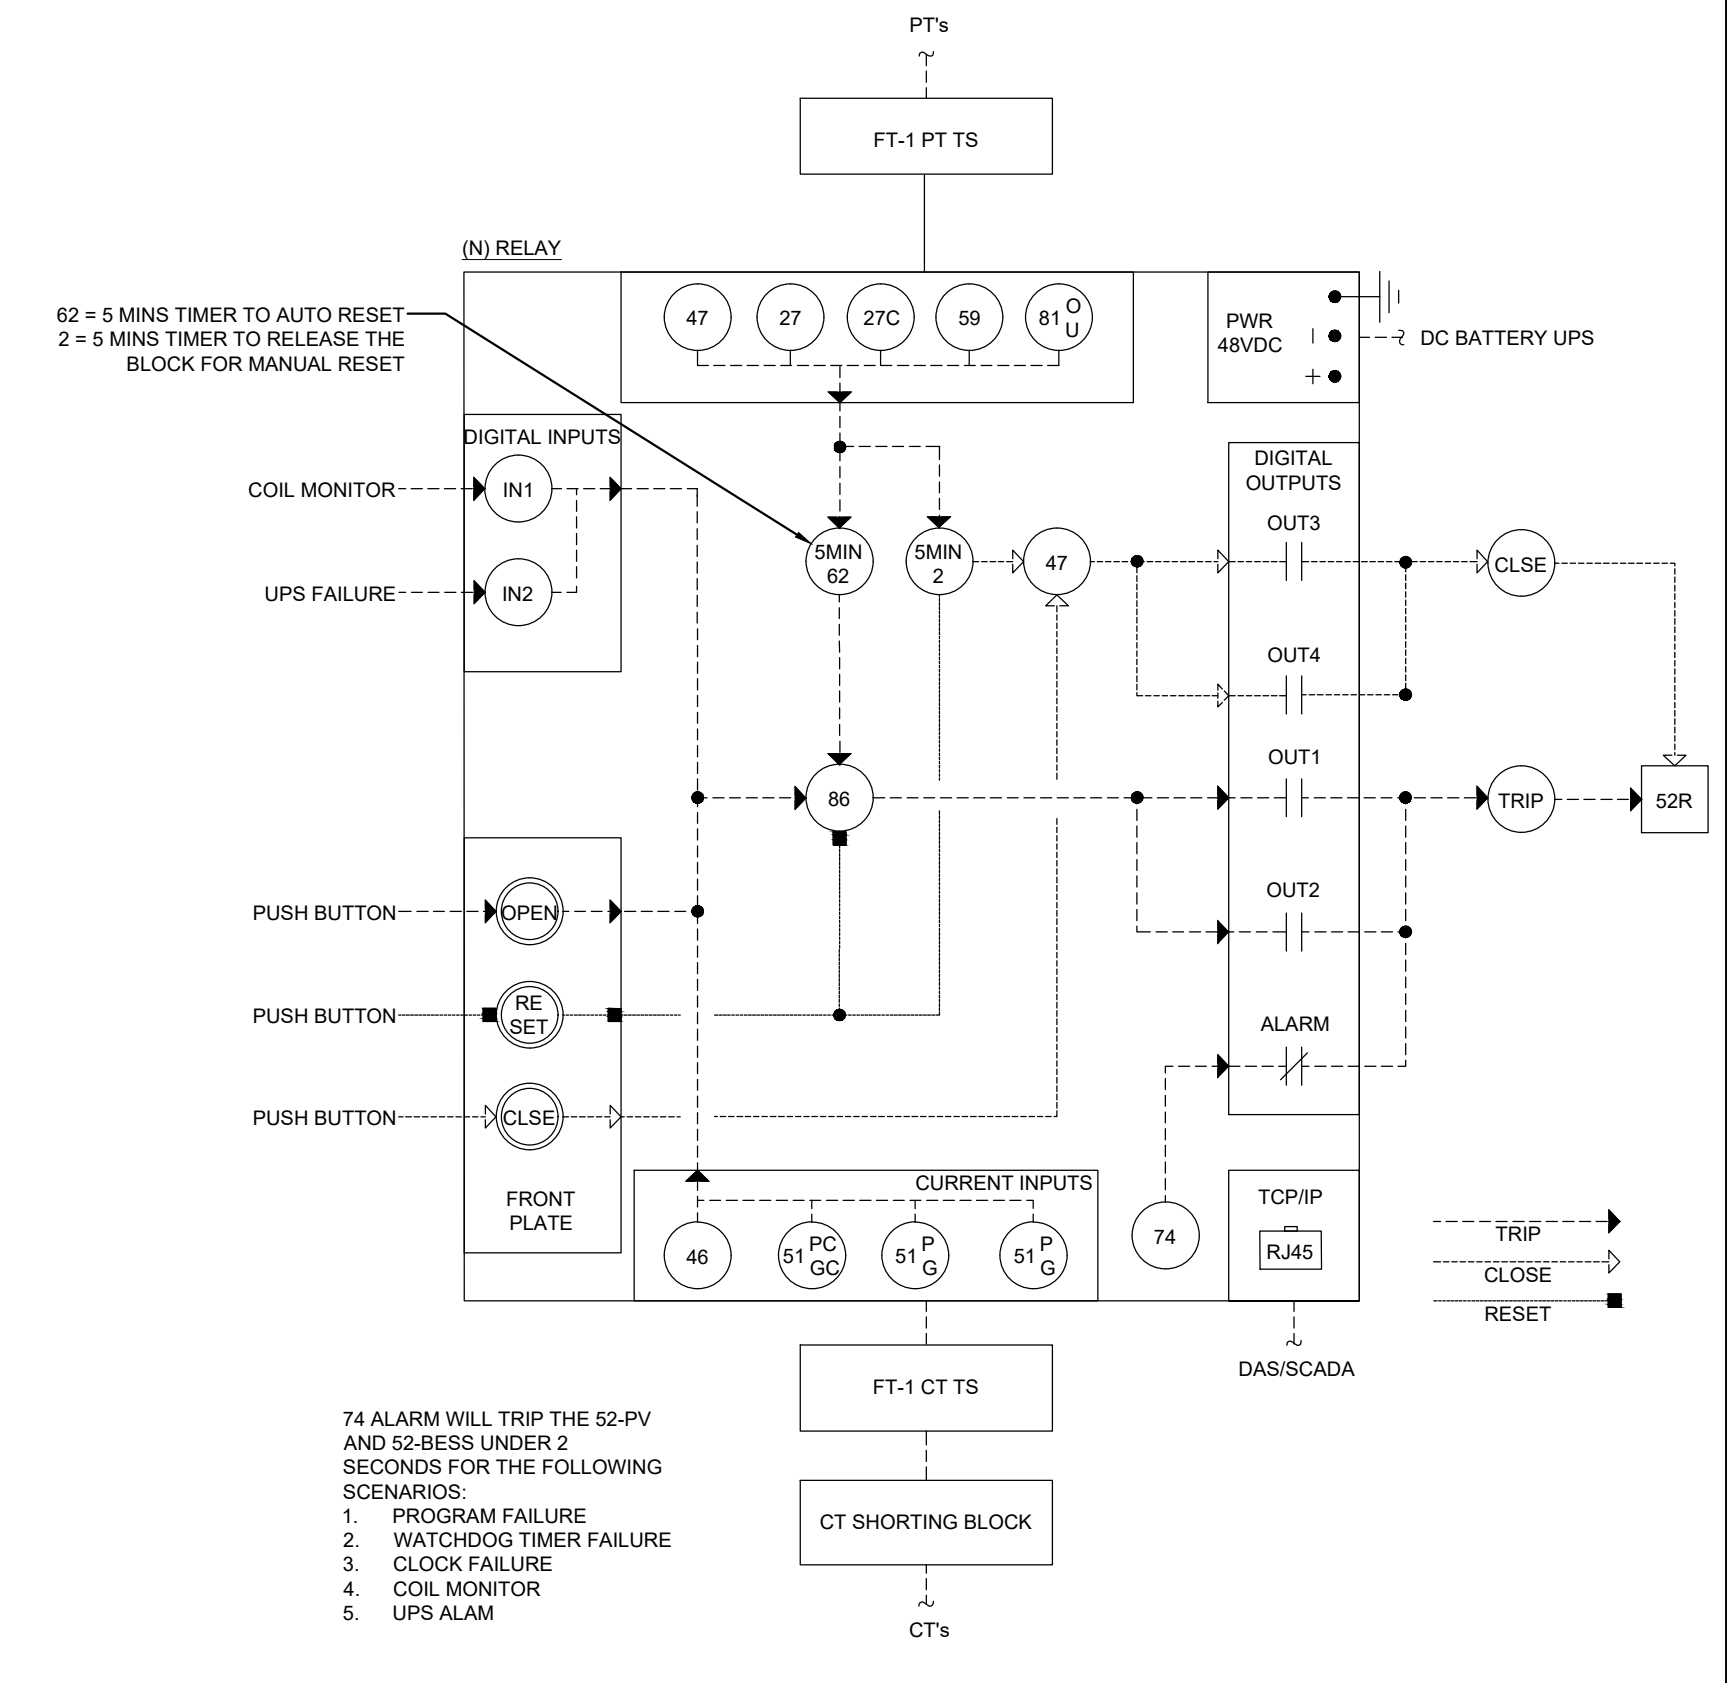 PT's
FT-1 PT TS
(N) RELAY
62 = 5 MINS TIMER TO AUTO RESET
2 = 5 MINS TIMER TO RELEASE THE
BLOCK FOR MANUAL RESET
47
27
27C
59
81 O
U
PWR
48VDC
|
+
DC BATTERY UPS
DIGITAL INPUTS
COIL MONITOR
IN1
UPS FAILURE
IN2
5MIN
62
5MIN
2
47
DIGITAL
OUTPUTS
OUT3
CLSE
OUT4
OUT1
86
TRIP
52R
OUT2
PUSH BUTTON
OPEN
PUSH BUTTON
RE
SET
ALARM
PUSH BUTTON
CLSE
FRONT
PLATE
CURRENT INPUTS
46
51 PC
GC
51 P
G
51 P
G
74
TCP/IP
RJ45
TRIP
CLOSE
RESET
DAS/SCADA
FT-1 CT TS
CT SHORTING BLOCK
CT's
74 ALARM WILL TRIP THE 52-PV
AND 52-BESS UNDER 2
SECONDS FOR THE FOLLOWING
SCENARIOS:
1. PROGRAM FAILURE
2. WATCHDOG TIMER FAILURE
3. CLOCK FAILURE
4. COIL MONITOR
5. UPS ALAM